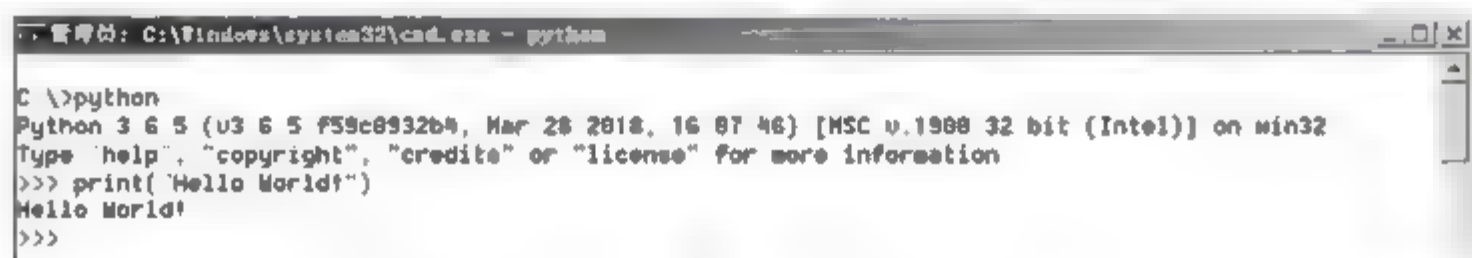 管理员: C:\Windows\system32\cmd.exe - python
C \>python
Python 3 6 5 (v3 6 5 f59c0932b4, Mar 28 2018, 16 07 46) [MSC v.1900 32 bit (Intel)] on win32
Type "help", "copyright", "credits" or "license" for more information
>>> print("Hello World!")
Hello World!
>>>